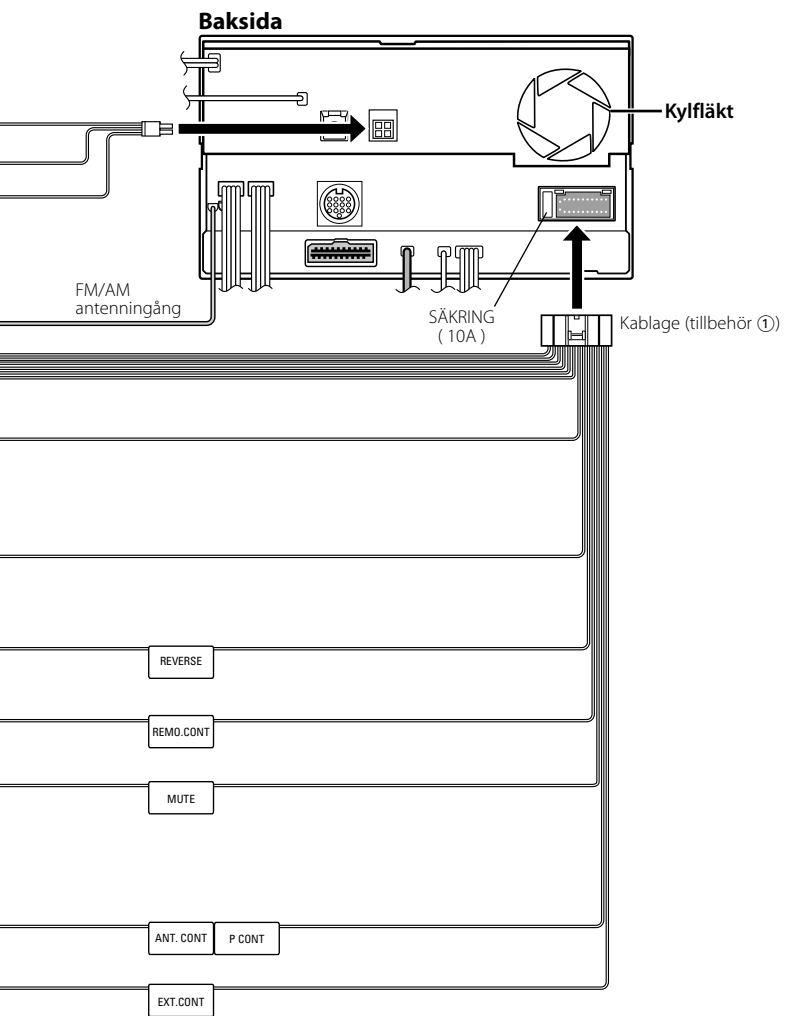 Baksida
Kylfläkt
FM/AM
antenningång
SÄKRING
( 10A )
Kablage (tillbehör ①)
REVERSE
REMO.CONT
MUTE
ANT. CONT P CONT
EXT.CONT